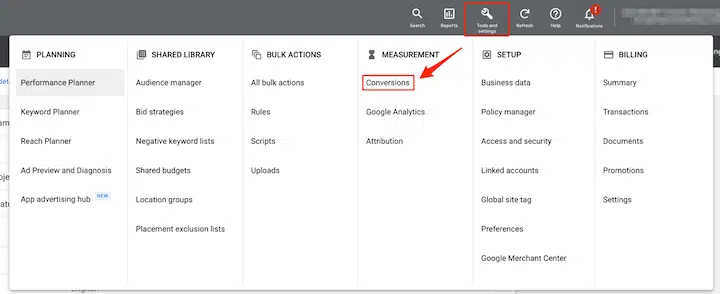 Search
Reports
Tools and
settings
Refresh
Help
Notifications
PLANNING
Performance Planner
Keyword Planner
Reach Planner
Ad Preview and Diagnosis
App advertising hub NEW
SHARED LIBRARY
Audience manager
Bid strategies
Negative keyword lists
Shared budgets
Location groups
Placement exclusion lists
BULK ACTIONS
All bulk actions
Rules
Scripts
Uploads
MEASUREMENT
Conversions
Google Analytics
Attribution
SETUP
Business data
Policy manager
Access and security
Linked accounts
Global site tag
Preferences
Google Merchant Center
BILLING
Summary
Transactions
Documents
Promotions
Settings
English